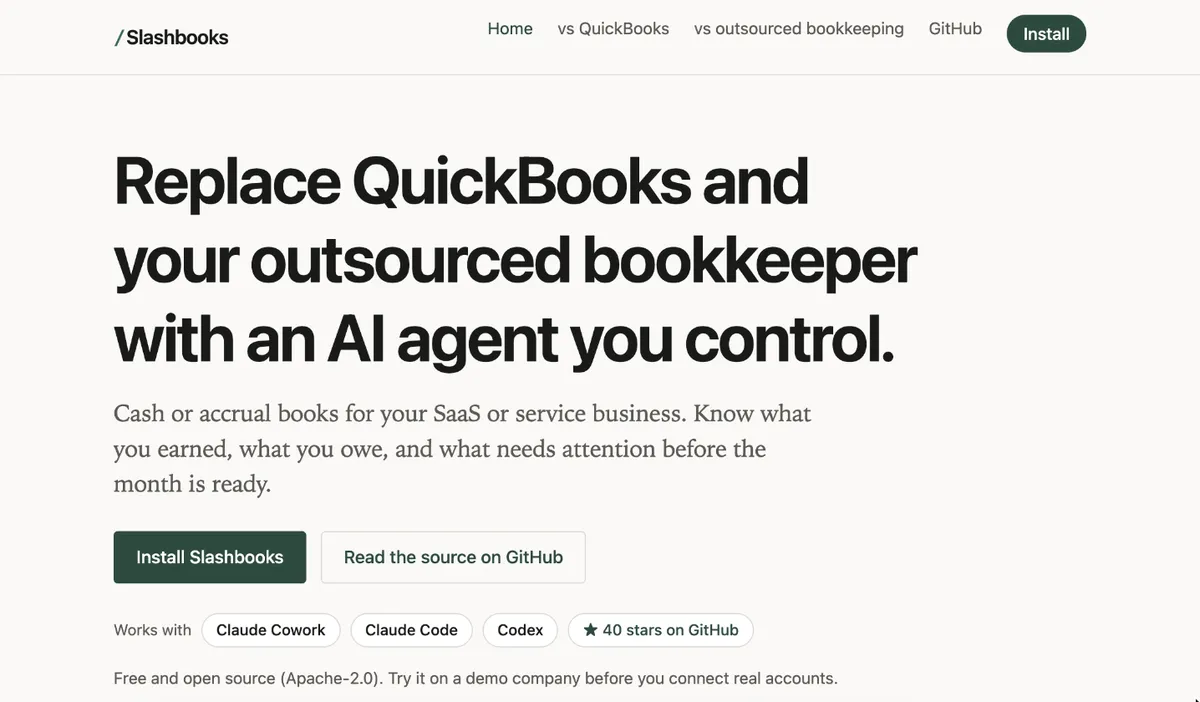 /Slashbooks
Home vs QuickBooks vs outsourced bookkeeping GitHub Install
Replace QuickBooks and
your outsourced bookkeeper
with an AI agent you control.
Cash or accrual books for your SaaS or service business. Know what
you earned, what you owe, and what needs attention before the
month is ready.
Install Slashbooks Read the source on GitHub
Works with Claude Cowork Claude Code Codex ★ 40 stars on GitHub
Free and open source (Apache-2.0). Try it on a demo company before you connect real accounts.